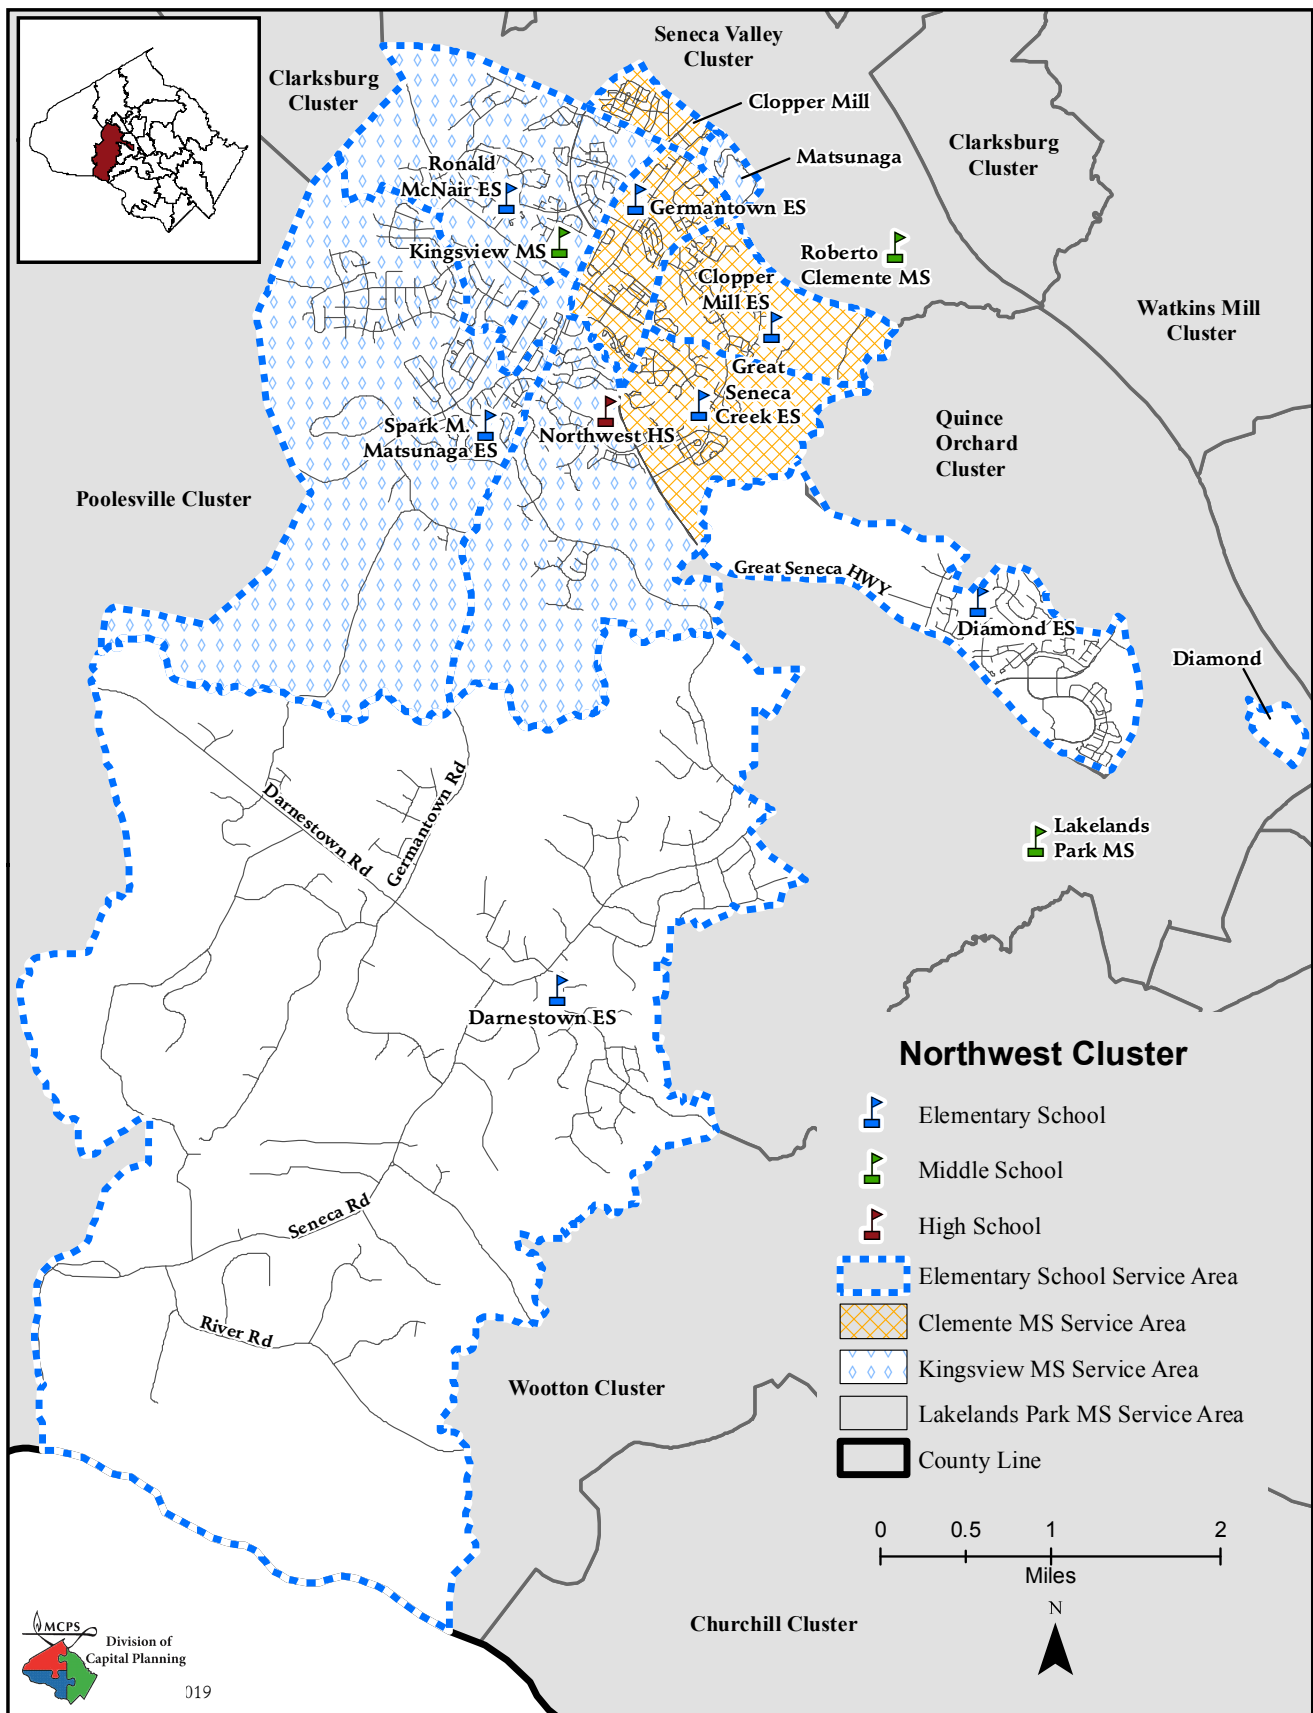 Seneca Valley
Cluster
Clarksburg
Cluster
Clopper Mill
Clarksburg
Cluster
Matsunaga
Ronald
McNair ES
Germantown ES
Kingsview MS
Roberto
Clemente MS
Clopper
Mill ES
Watkins Mill
Cluster
Great
Seneca
Creek ES
Spark M.
Matsunaga ES
Northwest HS
Quince
Orchard
Cluster
Poolesville Cluster
Great Seneca HWY
Diamond ES
Diamond
Darnestown Rd
Germantown Rd
Lakelands
Park MS
Darnestown ES
Northwest Cluster
Elementary School
Middle School
High School
Elementary School Service Area
Clemente MS Service Area
Kingsview MS Service Area
Lakelands Park MS Service Area
County Line
Seneca Rd
River Rd
Wootton Cluster
0 0.5 1 2
Miles
N
Churchill Cluster
MCPS
Division of
Capital Planning
019